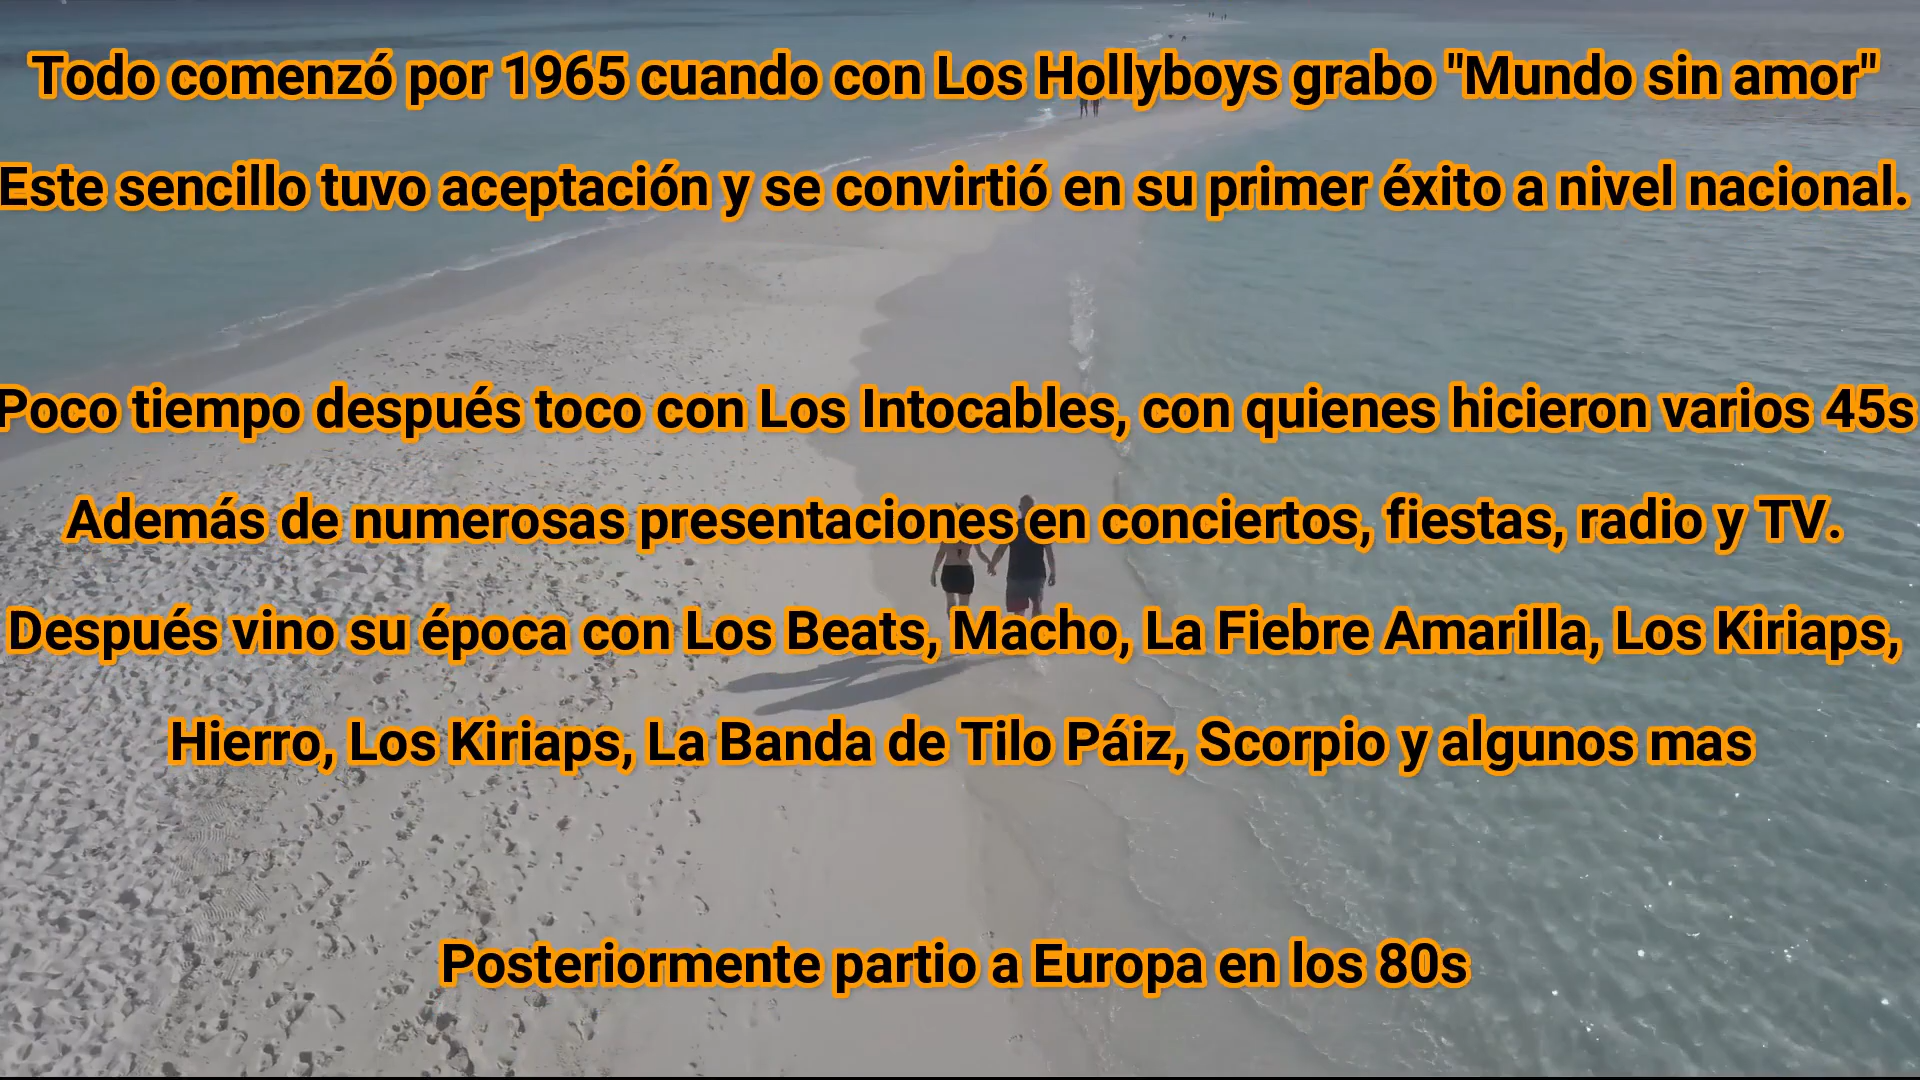 Todo comenzó por 1965 cuando con Los Hollyboys grabo "Mundo sin amor"
Este sencillo tuvo aceptación y se convirtió en su primer éxito a nivel nacional.
Poco tiempo después toco con Los Intocables, con quienes hicieron varios 45s
Además de numerosas presentaciones en conciertos, fiestas, radio y TV.
Después vino su época con Los Beats, Macho, La Fiebre Amarilla, Los Kiriaps,
Hierro, Los Kiriaps, La Banda de Tilo Páiz, Scorpio y algunos mas
Posteriormente partio a Europa en los 80s